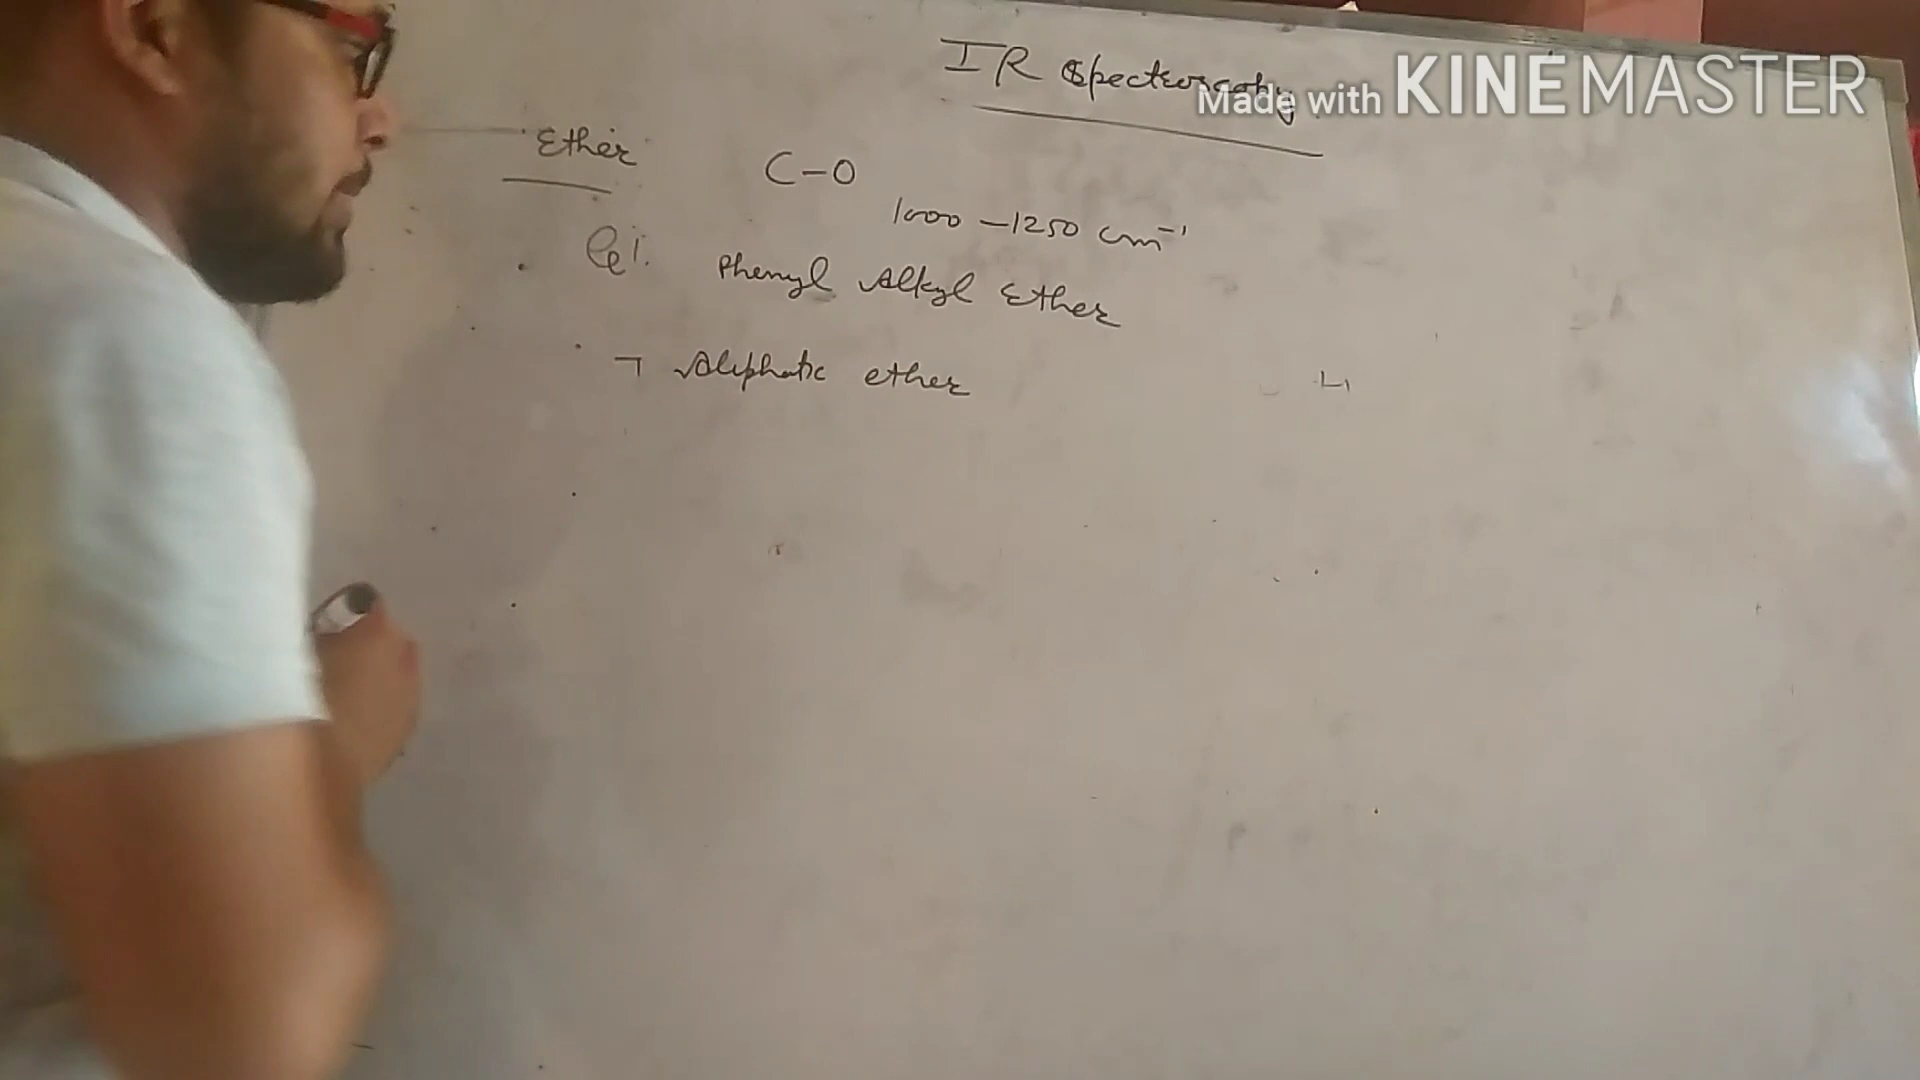 IR Spectroscopy
Made with KINEMASTER
Ether
C-O
1000 - 1250 cm⁻¹
Phenyl Alkyl Ether
Aliphatic ether